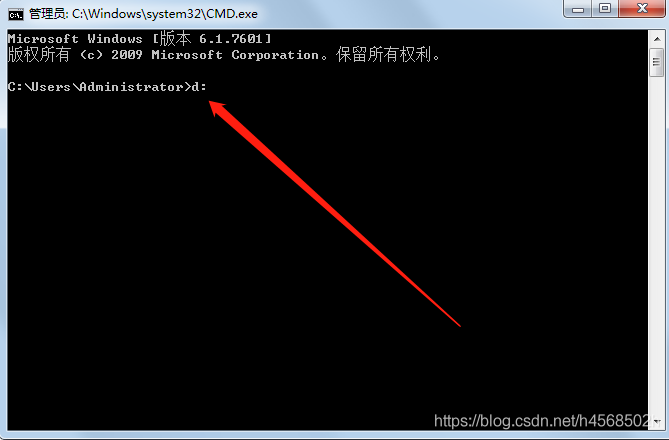 管理员: C:\Windows\system32\CMD.exe
Microsoft Windows [版本 6.1.7601]
版权所有 (c) 2009 Microsoft Corporation。保留所有权利。
C:\Users\Administrator>d:
https://blog.csdn.net/h4568502